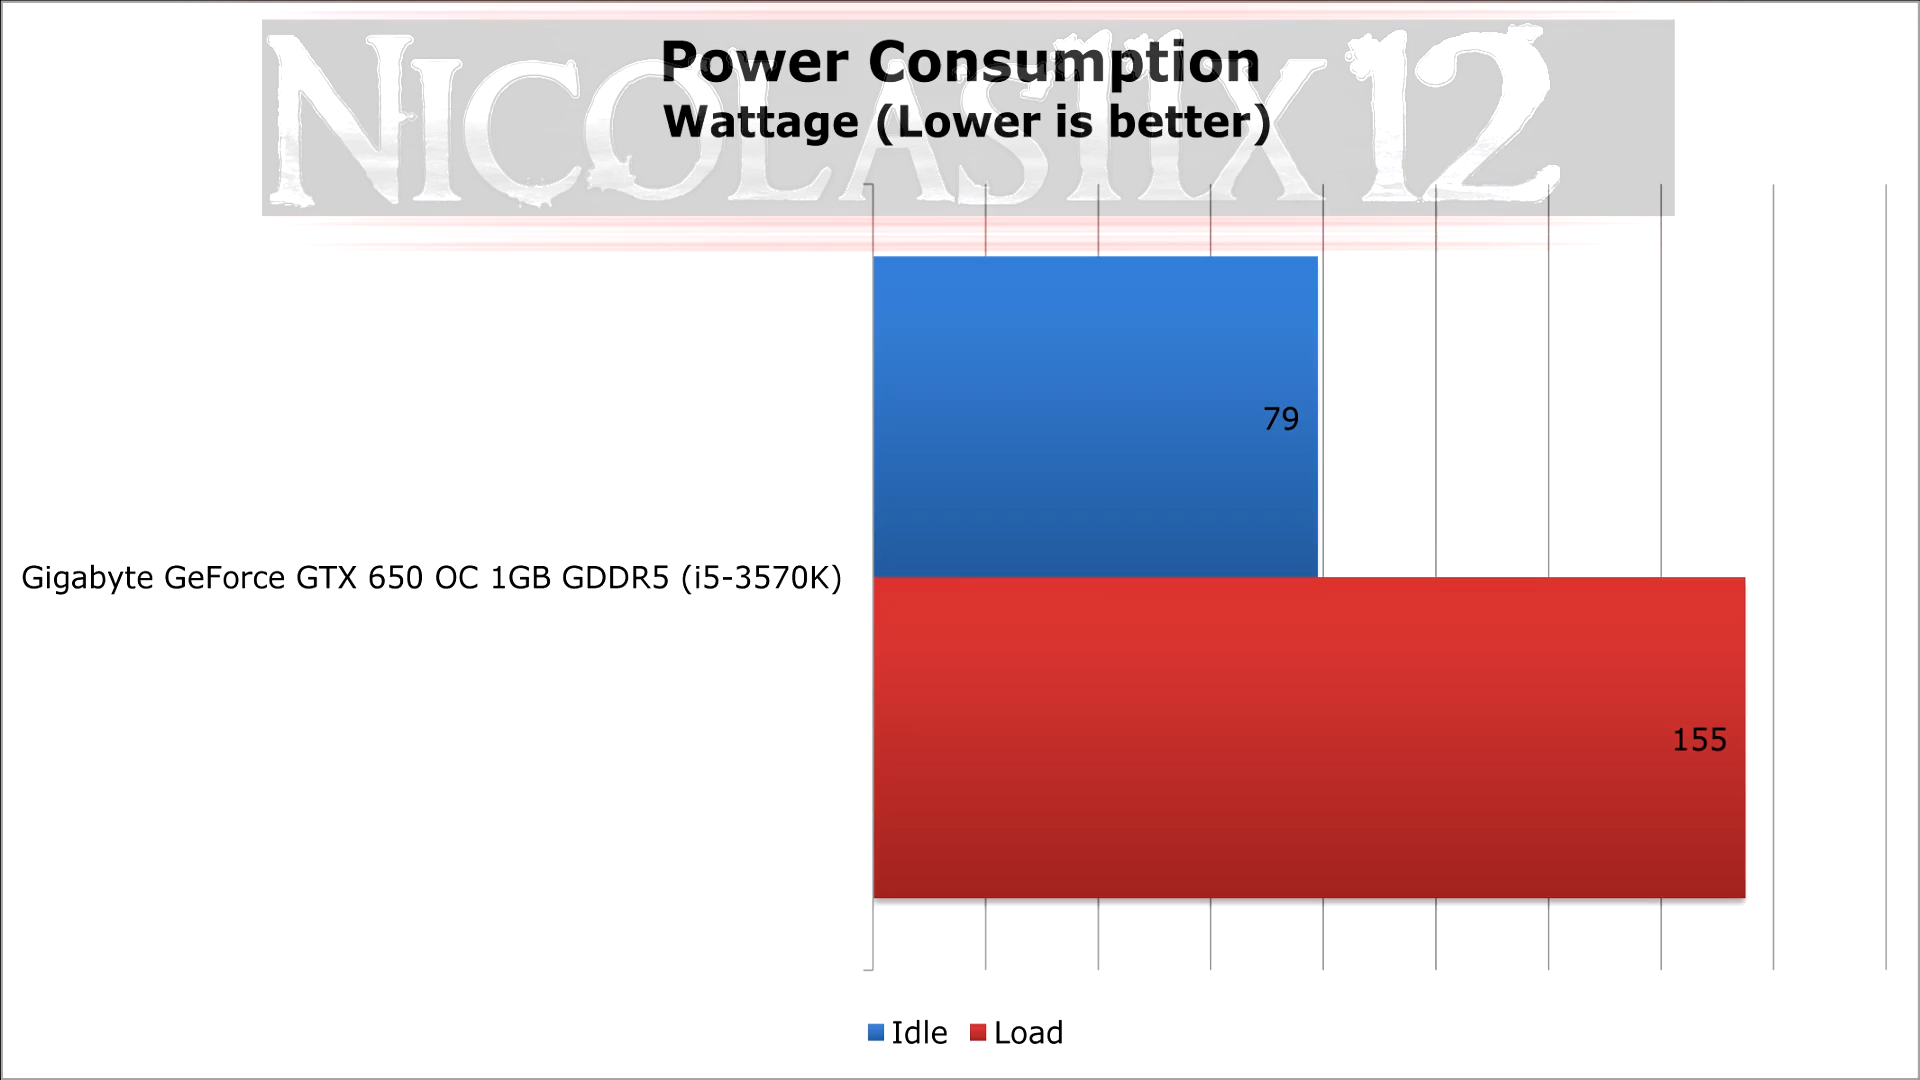 NICOLAS11X12
Power Consumption
Wattage (Lower is better)
79
Gigabyte GeForce GTX 650 OC 1GB GDDR5 (i5-3570K)
155
Idle
Load